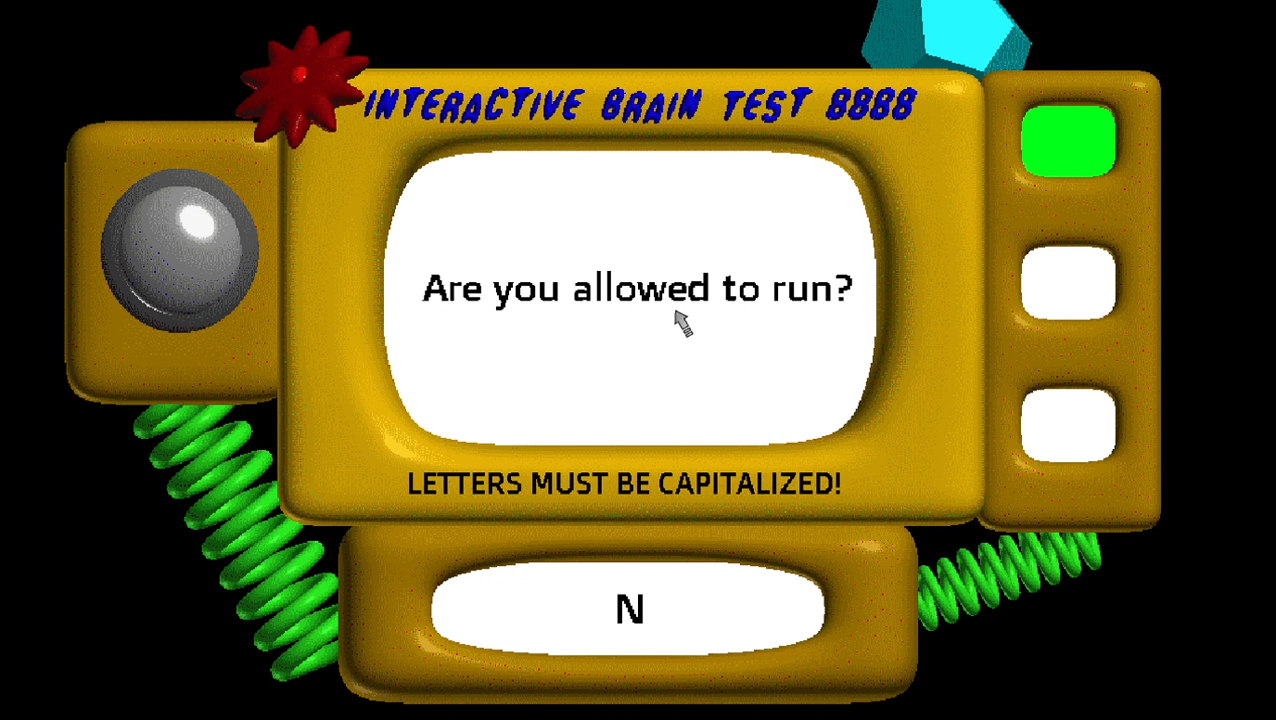 INTERACTIVE BRAIN TEST 8888
Are you allowed to run?
LETTERS MUST BE CAPITALIZED!
N